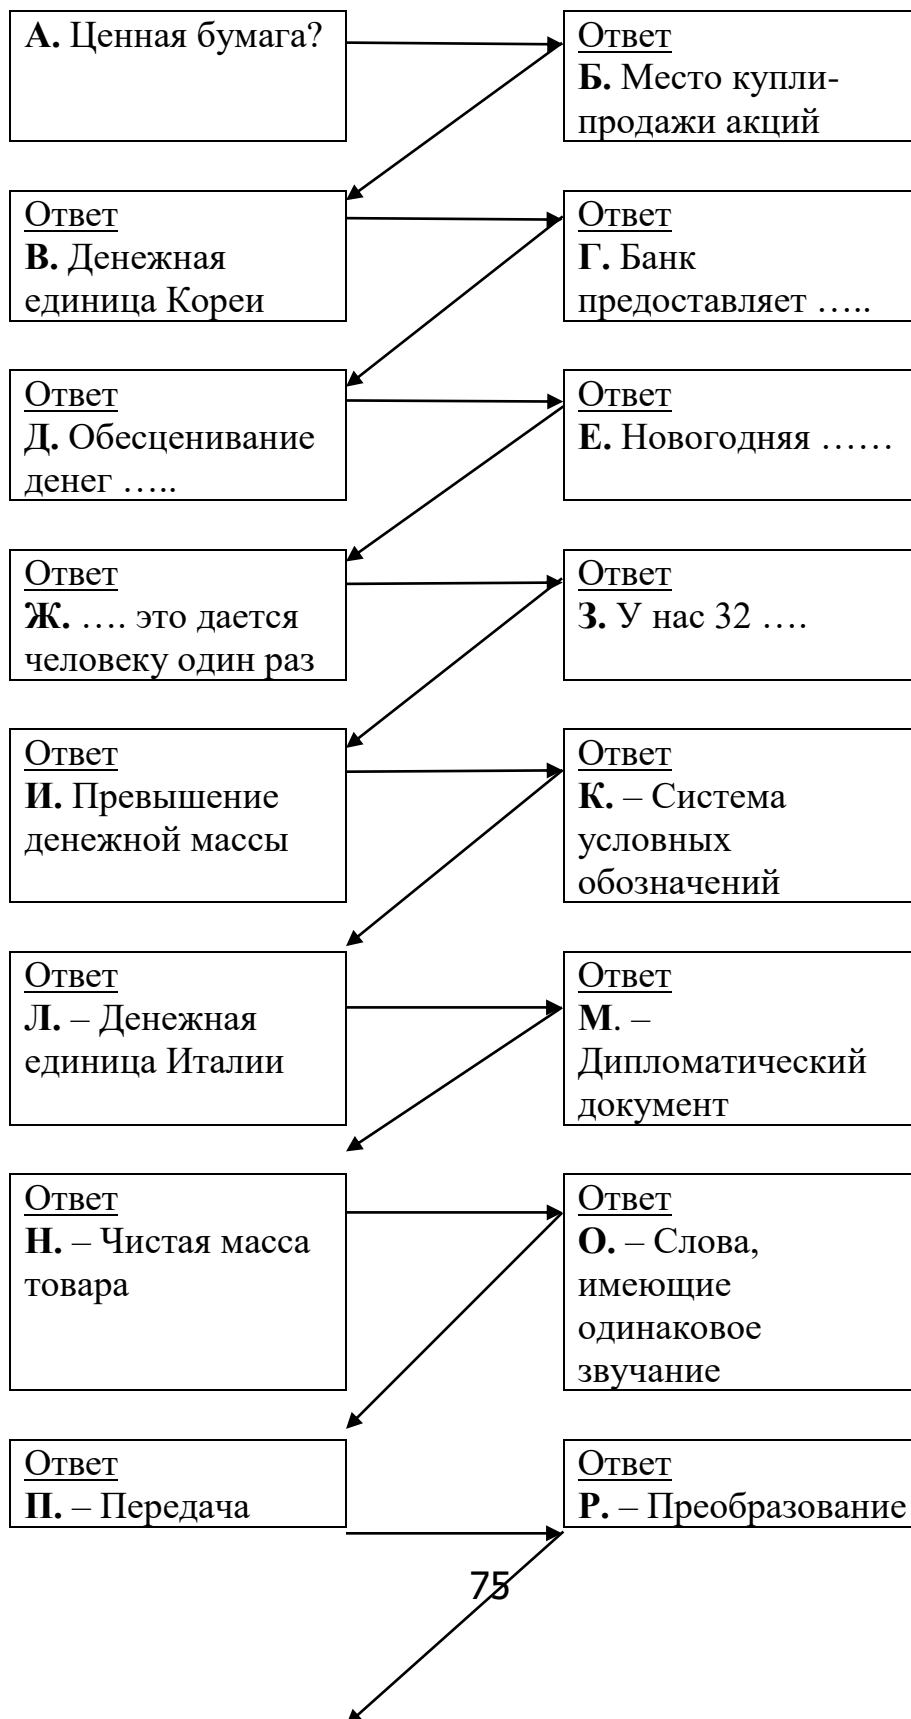 А. Ценная бумага?
Ответ
Б. Место купли-
продажи акций
Ответ
В. Денежная
единица Кореи
Ответ
Г. Банк
предоставляет …..
Ответ
Д. Обесценивание
денег …..
Ответ
Е. Новогодняя ……
Ответ
Ж. …. это дается
человеку один раз
Ответ
З. У нас 32 ….
Ответ
И. Превышение
денежной массы
Ответ
К. – Система
условных
обозначений
Ответ
Л. – Денежная
единица Италии
Ответ
М. –
Дипломатический
документ
Ответ
Н. – Чистая масса
товара
Ответ
О. – Слова,
имеющие
одинаковое
звучание
Ответ
П. – Передача
Ответ
Р. – Преобразование
75